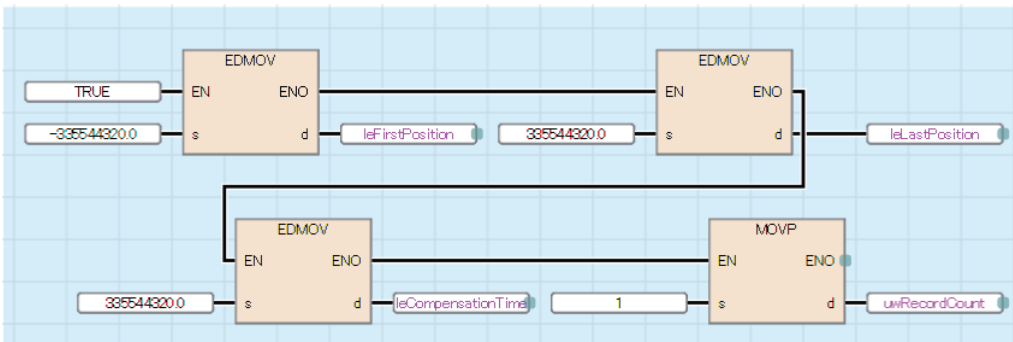 EDMOV EDMOV
TRUE EN ENO EN ENO
-335544320.0 s d leFirstPosition 335544320.0 s d leLastPosition
EDMOV MOVP
EN ENO EN ENO
335544320.0 s d leCompensationTime 1 s d uwRecordCount